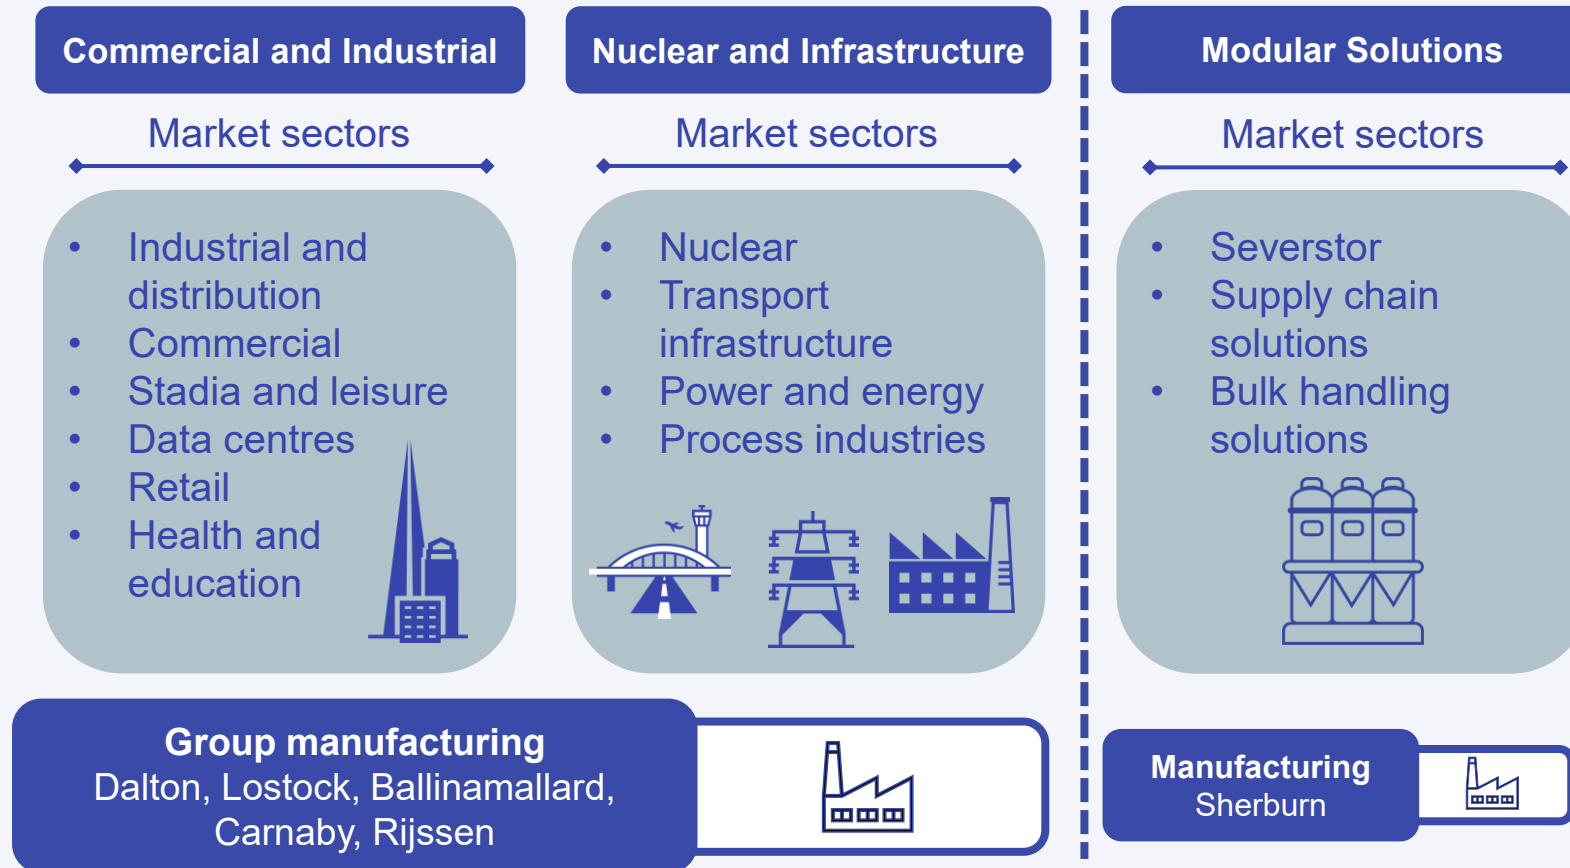 Commercial and Industrial
Market sectors
• Industrial and
distribution
• Commercial
• Stadia and leisure
• Data centres
• Retail
• Health and
education
Nuclear and Infrastructure
Market sectors
• Nuclear
• Transport
infrastructure
• Power and energy
• Process industries
Group manufacturing
Dalton, Lostock, Ballinamallard,
Carnaby, Rijssen
Modular Solutions
Market sectors
• Severstor
• Supply chain
solutions
• Bulk handling
solutions
Manufacturing
Sherburn